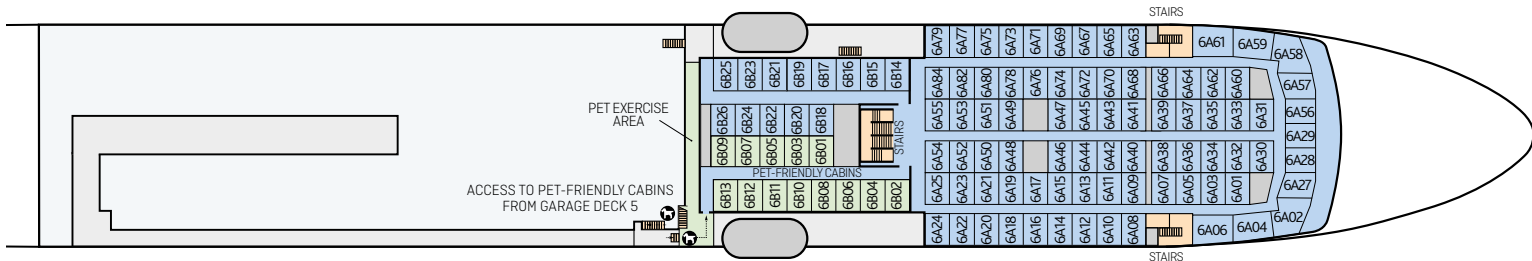 STAIRS
6A79 6A77 6A75 6A73 6A71 6A69 6A67 6A65 6A63 6A61 6A59
6A58
6B25 6B23 6B21 6B19 6B17 6B16 6B15 6B14
6A84 6A82 6A80 6A78 6A76 6A74 6A72 6A70 6A68 6A66 6A64 6A62 6A60
6A57
PET EXERCISE
AREA
6B26 6B24 6B22 6B20 6B18
6A55 6A53 6A51 6A49 6A47 6A45 6A43 6A41 6A39 6A37 6A35 6A33 6A31
6A56
STAIRS
6A29
6B09 6B07 6B05 6B03 6B01
6A54 6A52 6A50 6A48 6A46 6A44 6A42 6A40 6A38 6A36 6A34 6A32 6A30
6A28
PET-FRIENDLY CABINS
ACCESS TO PET-FRIENDLY CABINS
FROM GARAGE DECK 5
6B13 6B12 6B11 6B10 6B08 6B06 6B04 6B02
6A25 6A23 6A21 6A19 6A17 6A15 6A13 6A11 6A09 6A07 6A05 6A03 6A01
6A27
6A24 6A22 6A20 6A18 6A16 6A14 6A12 6A10 6A08 6A06 6A04 6A02
STAIRS